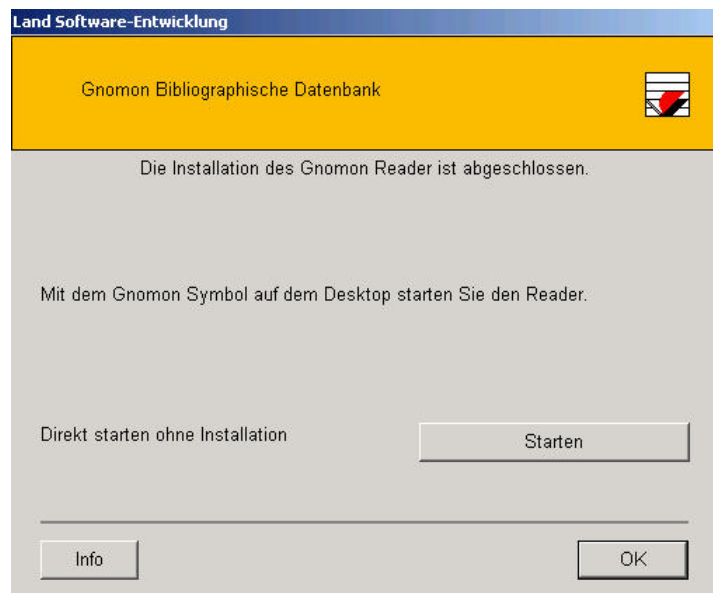 Land Software-Entwicklung
Gnomon Bibliographische Datenbank
Die Installation des Gnomon Reader ist abgeschlossen.
Mit dem Gnomon Symbol auf dem Desktop starten Sie den Reader.
Direkt starten ohne Installation
Starten
Info
OK